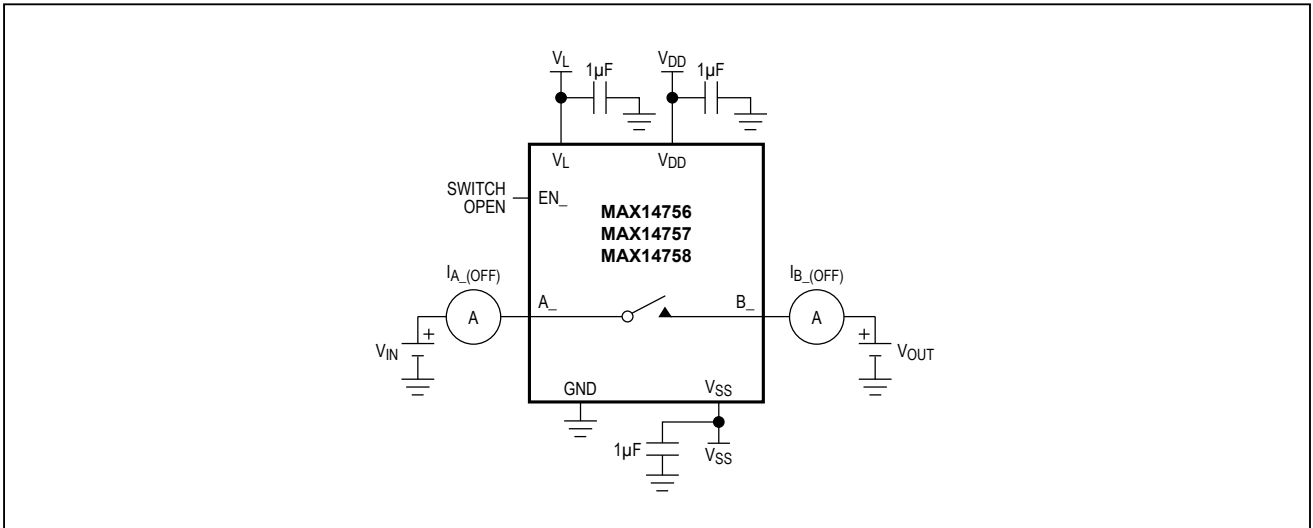 VL
1µF
VDD
1µF
VL
VDD
SWITCH
OPEN
EN_
MAX14756
MAX14757
MAX14758
IA_(OFF)
IB_(OFF)
A
A_
B_
A
VIN
+
+
VOUT
GND
VSS
1µF
VSS